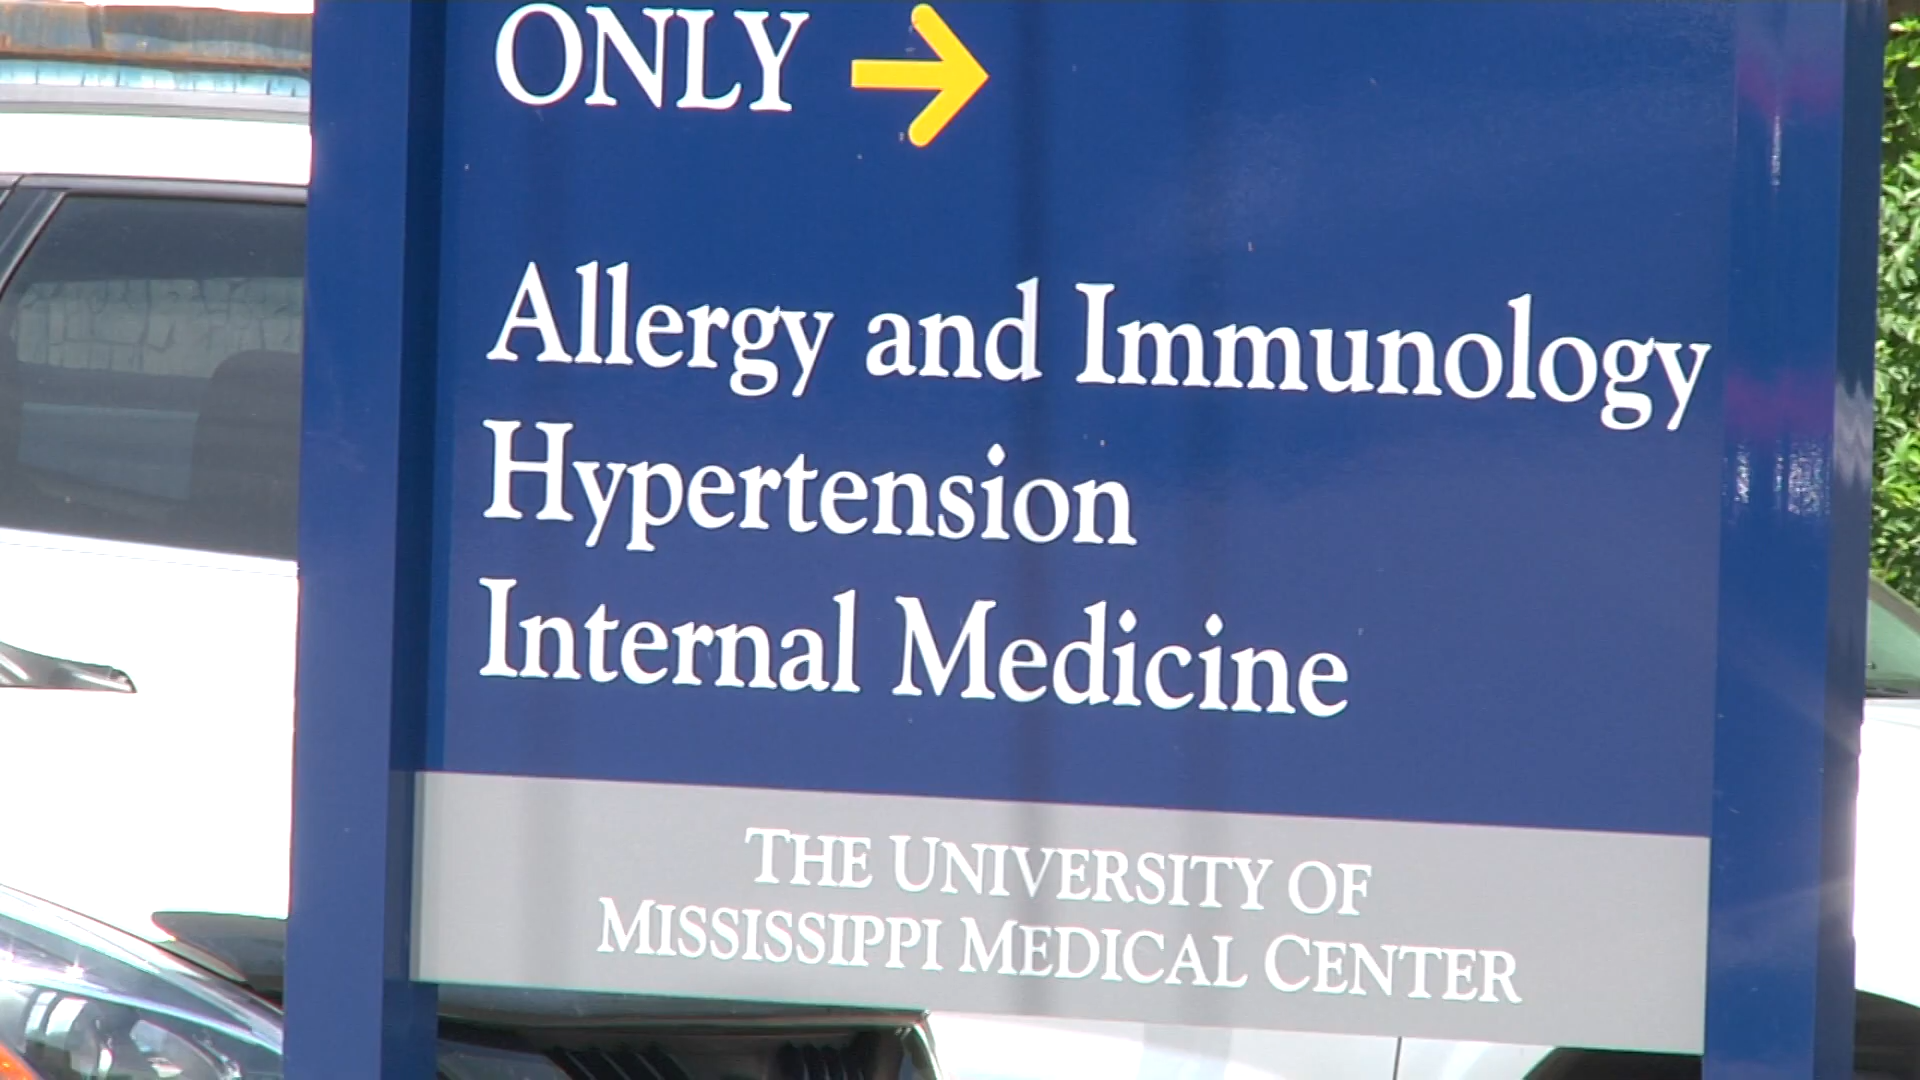 ONLY →
Allergy and Immunology
Hypertension
Internal Medicine
THE UNIVERSITY OF
MISSISSIPPI MEDICAL CENTER